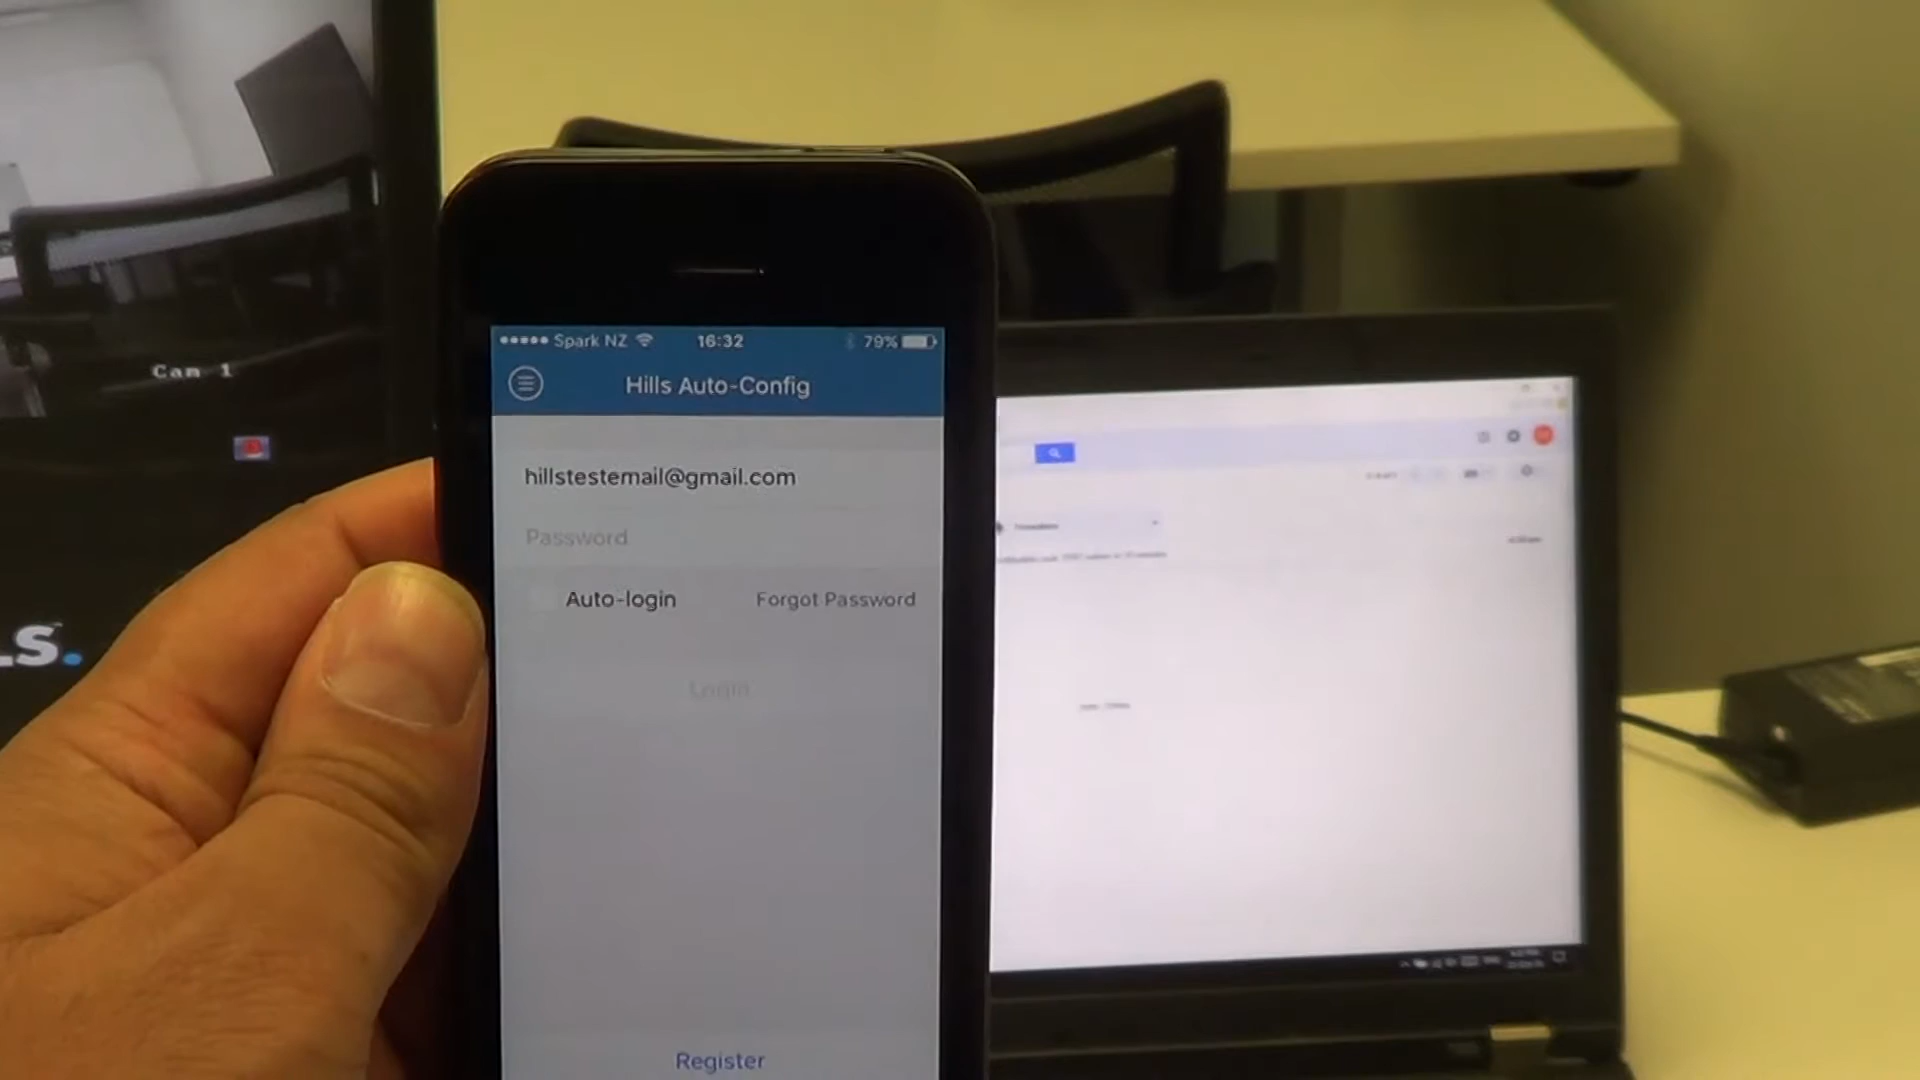 Cam 1
LS.
Spark NZ 16:32 79%
Hills Auto-Config
hillstestemail@gmail.com
Password
Auto-login Forgot Password
Login
Register